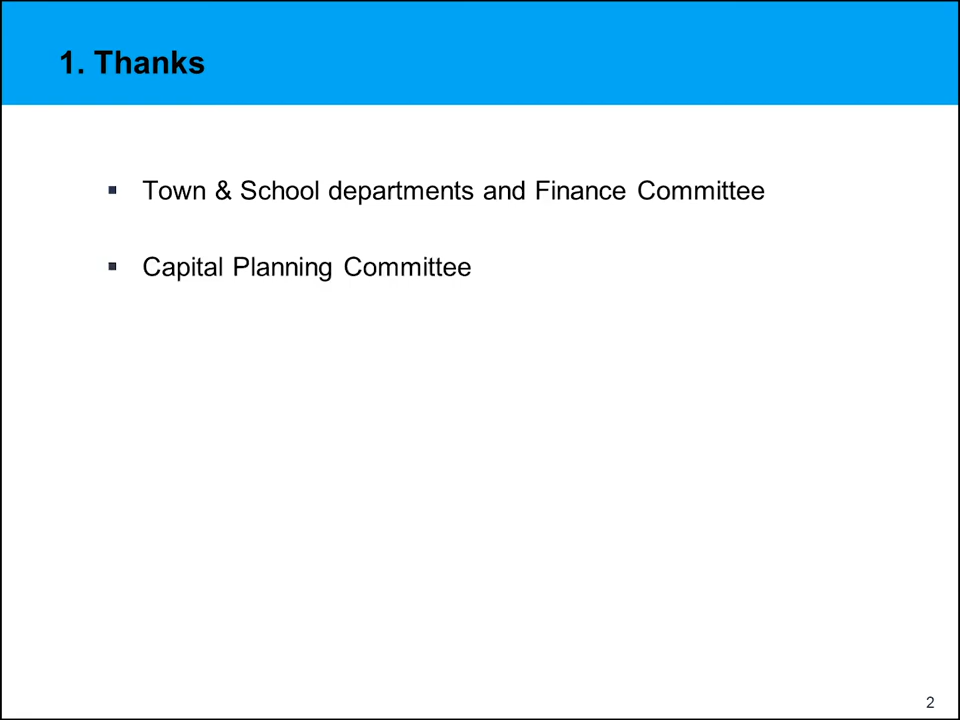 1. Thanks
▪ Town & School departments and Finance Committee
▪ Capital Planning Committee
2